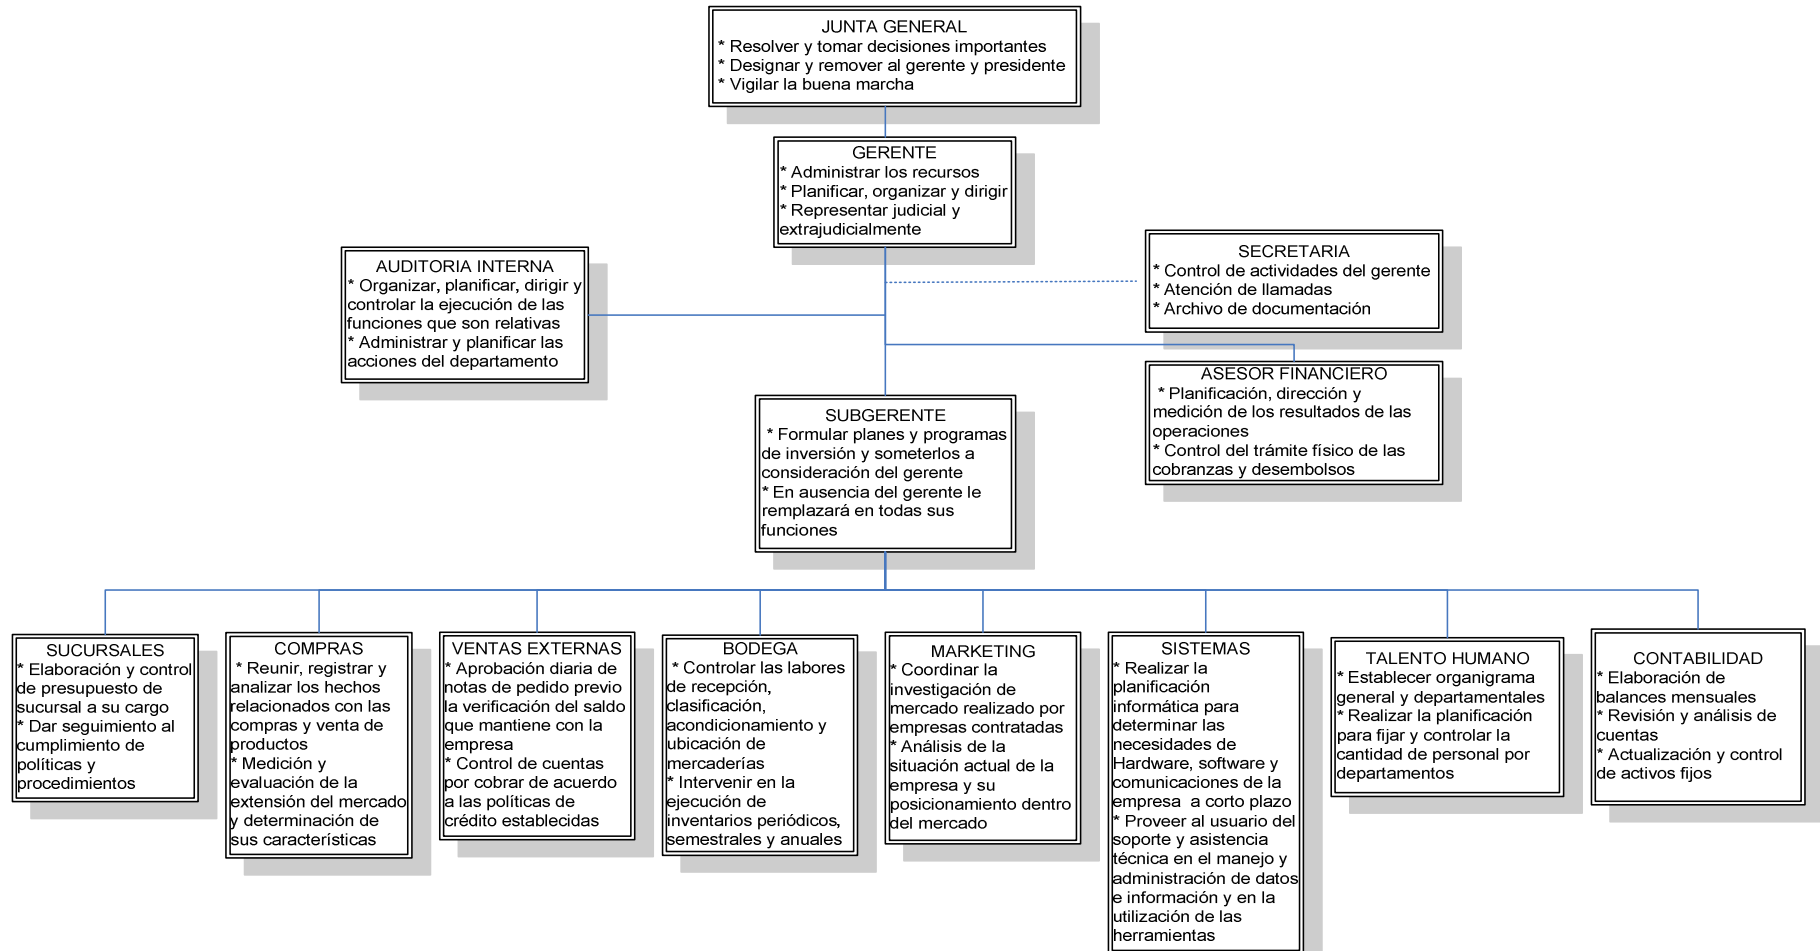 JUNTA GENERAL
* Resolver y tomar decisiones importantes
* Designar y remover al gerente y presidente
* Vigilar la buena marcha
GERENTE
* Administrar los recursos
* Planificar, organizar y dirigir
* Representar judicial y
extrajudicialmente
AUDITORIA INTERNA
* Organizar, planificar, dirigir y
controlar la ejecución de las
funciones que son relativas
* Administrar y planificar las
acciones del departamento
SECRETARIA
* Control de actividades del gerente
* Atención de llamadas
* Archivo de documentación
ASESOR FINANCIERO
* Planificación, dirección y
medición de los resultados de las
operaciones
* Control del trámite físico de las
cobranzas y desembolsos
SUBGERENTE
* Formular planes y programas
de inversión y someterlos a
consideración del gerente
* En ausencia del gerente le
remplazará en todas sus
funciones
SUCURSALES
* Elaboración y control
de presupuesto de
sucursal a su cargo
* Dar seguimiento al
cumplimiento de
políticas y
procedimientos
COMPRAS
* Reunir, registrar y
analizar los hechos
relacionados con las
compras y venta de
productos
* Medición y
evaluación de la
extensión del mercado
y determinación de
sus características
VENTAS EXTERNAS
* Aprobación diaria de
notas de pedido previo
la verificación del saldo
que mantiene con la
empresa
* Control de cuentas
por cobrar de acuerdo
a las políticas de
crédito establecidas
BODEGA
* Controlar las labores
de recepción,
clasificación,
acondicionamiento y
ubicación de
mercaderías
* Intervenir en la
ejecución de
inventarios periódicos,
semestrales y anuales
MARKETING
* Coordinar la
investigación de
mercado realizado por
empresas contratadas
* Análisis de la
situación actual de la
empresa y su
posicionamiento dentro
del mercado
SISTEMAS
* Realizar la
planificación
informática para
determinar las
necesidades de
Hardware, software y
comunicaciones de la
empresa a corto plazo
* Proveer al usuario del
soporte y asistencia
técnica en el manejo y
administración de datos
e información y en la
utilización de las
herramientas
TALENTO HUMANO
* Establecer organigrama
general y departamentales
* Realizar la planificación
para fijar y controlar la
cantidad de personal por
departamentos
CONTABILIDAD
* Elaboración de
balances mensuales
* Revisión y análisis de
cuentas
* Actualización y control
de activos fijos